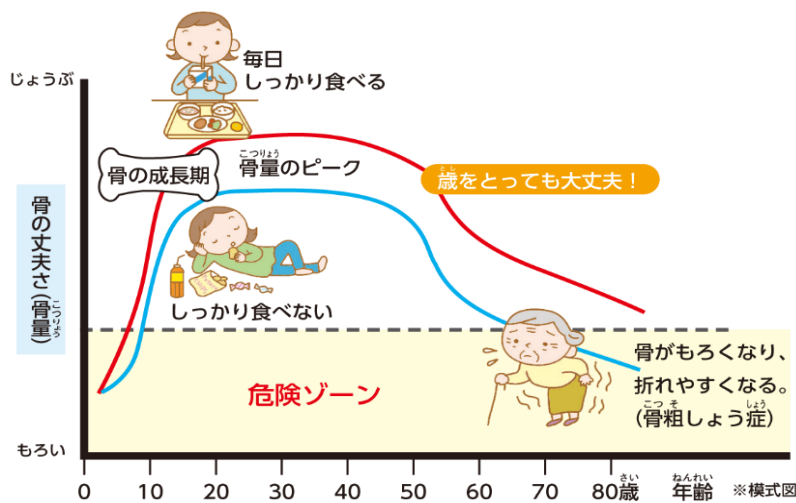 毎日
しっかり食べる
じょうぶ
骨の成長期
こつりょう
骨量のピーク
とし
歳をとっても大丈夫！
骨の丈夫さ(骨量)
こつりょう
しっかり食べない
危険ゾーン
骨がもろくなり、
折れやすくなる。
こつ そ しょう
(骨粗しょう症)
もろい
0 10 20 30 40 50 60 70 80歳 年齢 ※模式図
さい ねんれい